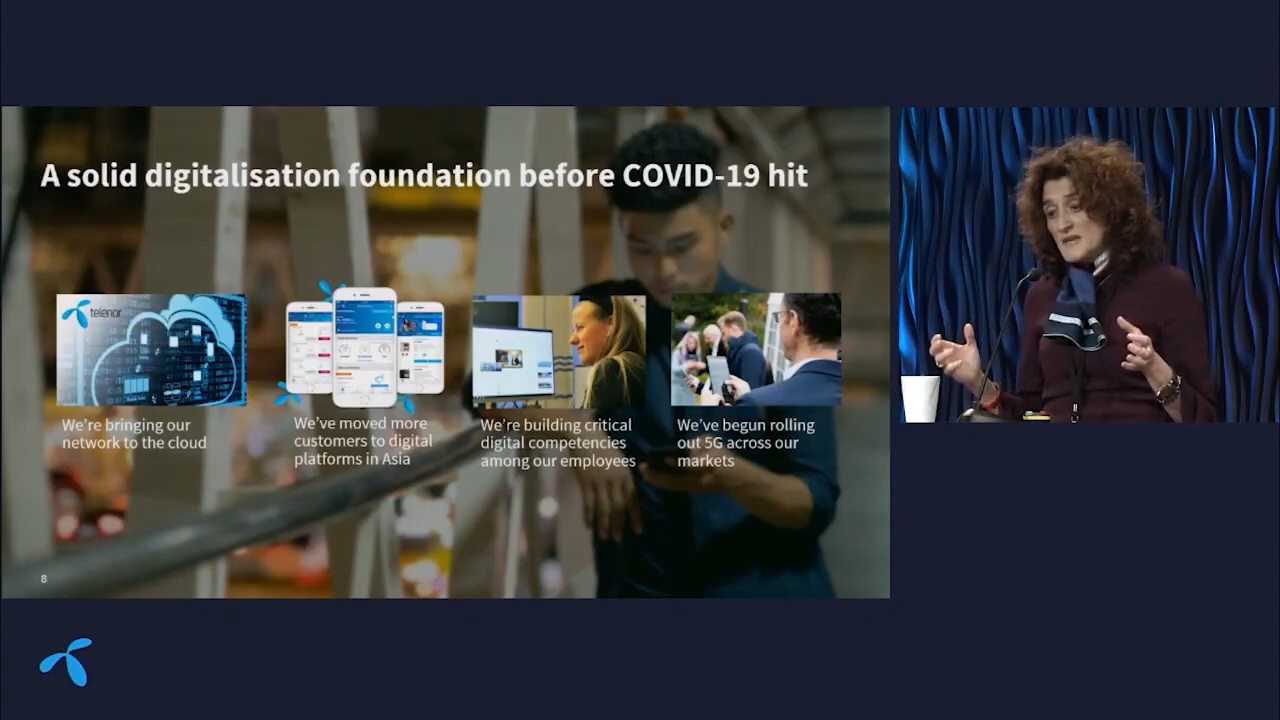 A solid digitalisation foundation before COVID-19 hit
telenor
We're bringing our
network to the cloud
We've moved more
customers to digital
platforms in Asia
We're building critical
digital competencies
among our employees
We've begun rolling
out 5G across our
markets
8